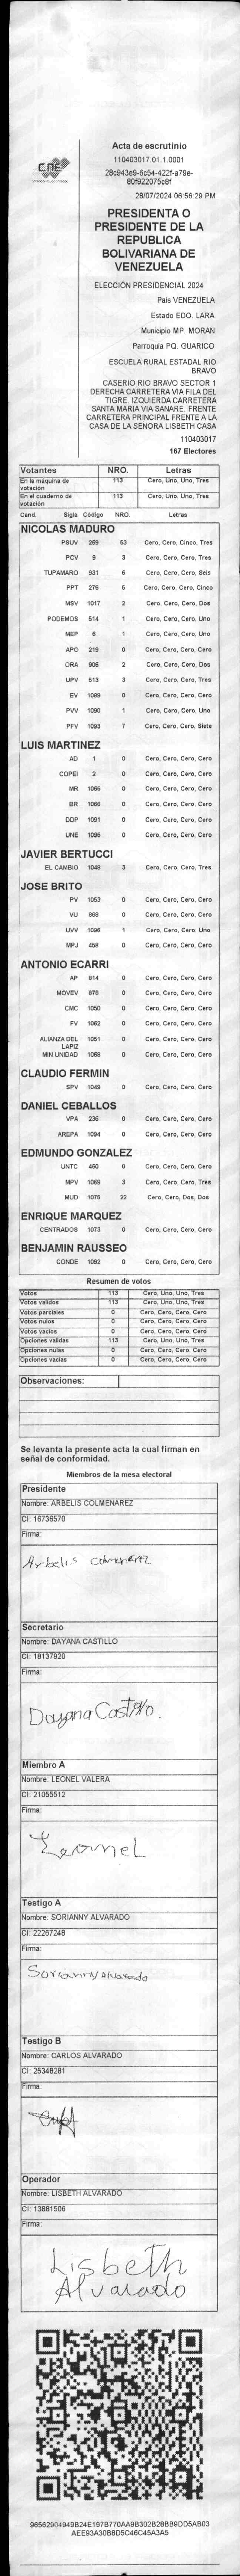 CNE
Acta de escrutinio
110403017.01.1.0001
28c943e9-6c54-422f-a79e-
80f922075c8f
28/07/2024 06:56:29 PM
PRESIDENTA O
PRESIDENTE DE LA
REPUBLICA
BOLIVARIANA DE
VENEZUELA
ELECCIÓN PRESIDENCIAL 2024
Pais VENEZUELA
Estado EDO. LARA
Municipio MP. MORAN
Parroquia PQ. GUARICO
ESCUELA RURAL ESTADAL RIO
BRAVO
CASERIO RIO BRAVO SECTOR 1
DERECHA CARRETERA VIA FILA DEL
TIGRE. IZQUIERDA CARRETERA
SANTA MARIA VIA SANARE. FRENTE
CARRETERA PRINCIPAL FRENTE A LA
CASA DE LA SENORA LISBETH CASA
110403017
167 Electores
Votantes NRO. Letras
En la máquina de votación 113 Cero, Uno, Uno, Tres
En el cuaderno de votación 113 Cero, Uno, Uno, Tres
Cand. Sigla Código NRO. Letras
NICOLAS MADURO
PSUV 269 53 Cero, Cero, Cinco, Tres
PCV 9 3 Cero, Cero, Cero, Tres
TUPAMARO 931 6 Cero, Cero, Cero, Seis
PPT 276 5 Cero, Cero, Cero, Cinco
MSV 1017 2 Cero, Cero, Cero, Dos
PODEMOS 514 1 Cero, Cero, Cero, Uno
MEP 6 1 Cero, Cero, Cero, Uno
APC 219 0 Cero, Cero, Cero, Cero
ORA 906 2 Cero, Cero, Cero, Dos
UPV 613 3 Cero, Cero, Cero, Tres
EV 1089 0 Cero, Cero, Cero, Cero
PVV 1090 1 Cero, Cero, Cero, Uno
PFV 1093 7 Cero, Cero, Cero, Siete
LUIS MARTINEZ
AD 1 0 Cero, Cero, Cero, Cero
COPEI 2 0 Cero, Cero, Cero, Cero
MR 1065 0 Cero, Cero, Cero, Cero
BR 1066 0 Cero, Cero, Cero, Cero
DDP 1091 0 Cero, Cero, Cero, Cero
UNE 1095 0 Cero, Cero, Cero, Cero
JAVIER BERTUCCI
EL CAMBIO 1048 3 Cero, Cero, Cero, Tres
JOSE BRITO
PV 1053 0 Cero, Cero, Cero, Cero
VU 868 0 Cero, Cero, Cero, Cero
UVV 1096 1 Cero, Cero, Cero, Uno
MPJ 458 0 Cero, Cero, Cero, Cero
ANTONIO ECARRI
AP 814 0 Cero, Cero, Cero, Cero
MOVEV 878 0 Cero, Cero, Cero, Cero
CMC 1050 0 Cero, Cero, Cero, Cero
FV 1062 0 Cero, Cero, Cero, Cero
ALIANZA DEL LAPIZ 1051 0 Cero, Cero, Cero, Cero
MIN UNIDAD 1068 0 Cero, Cero, Cero, Cero
CLAUDIO FERMIN
SPV 1049 0 Cero, Cero, Cero, Cero
DANIEL CEBALLOS
VPA 236 0 Cero, Cero, Cero, Cero
AREPA 1094 0 Cero, Cero, Cero, Cero
EDMUNDO GONZALEZ
UNTC 460 0 Cero, Cero, Cero, Cero
MPV 1069 3 Cero, Cero, Cero, Tres
MUD 1075 22 Cero, Cero, Dos, Dos
ENRIQUE MARQUEZ
CENTRADOS 1073 0 Cero, Cero, Cero, Cero
BENJAMIN RAUSSEO
CONDE 1092 0 Cero, Cero, Cero, Cero
Resumen de votos
Votos 113 Cero, Uno, Uno, Tres
Votos validos 113 Cero, Uno, Uno, Tres
Votos parciales 0 Cero, Cero, Cero, Cero
Votos nulos 0 Cero, Cero, Cero, Cero
Votos vacios 0 Cero, Cero, Cero, Cero
Opciones validas 113 Cero, Uno, Uno, Tres
Opciones nulas 0 Cero, Cero, Cero, Cero
Opciones vacias 0 Cero, Cero, Cero, Cero
Observaciones:
Se levanta la presente acta la cual firman en
señal de conformidad.
Miembros de la mesa electoral
Presidente
Nombre: ARBELIS COLMENAREZ
CI: 16736570
Firma:
Arbelis colmenarez
Secretario
Nombre: DAYANA CASTILLO
CI: 18137920
Firma:
Dayana Castillo.
Miembro A
Nombre: LEONEL VALERA
CI: 21055512
Firma:
Leonel
Testigo A
Nombre: SORIANNY ALVARADO
CI: 22267248
Firma:
Sorianny Alvarado
Testigo B
Nombre: CARLOS ALVARADO
CI: 25348281
Firma:
Operador
Nombre: LISBETH ALVARADO
CI: 13881506
Firma:
Lisbeth
Alvarado
96562904949B24E197B770AA9B302B28B89DD5AB03
AEE93A30B8D5C46C45A3A5